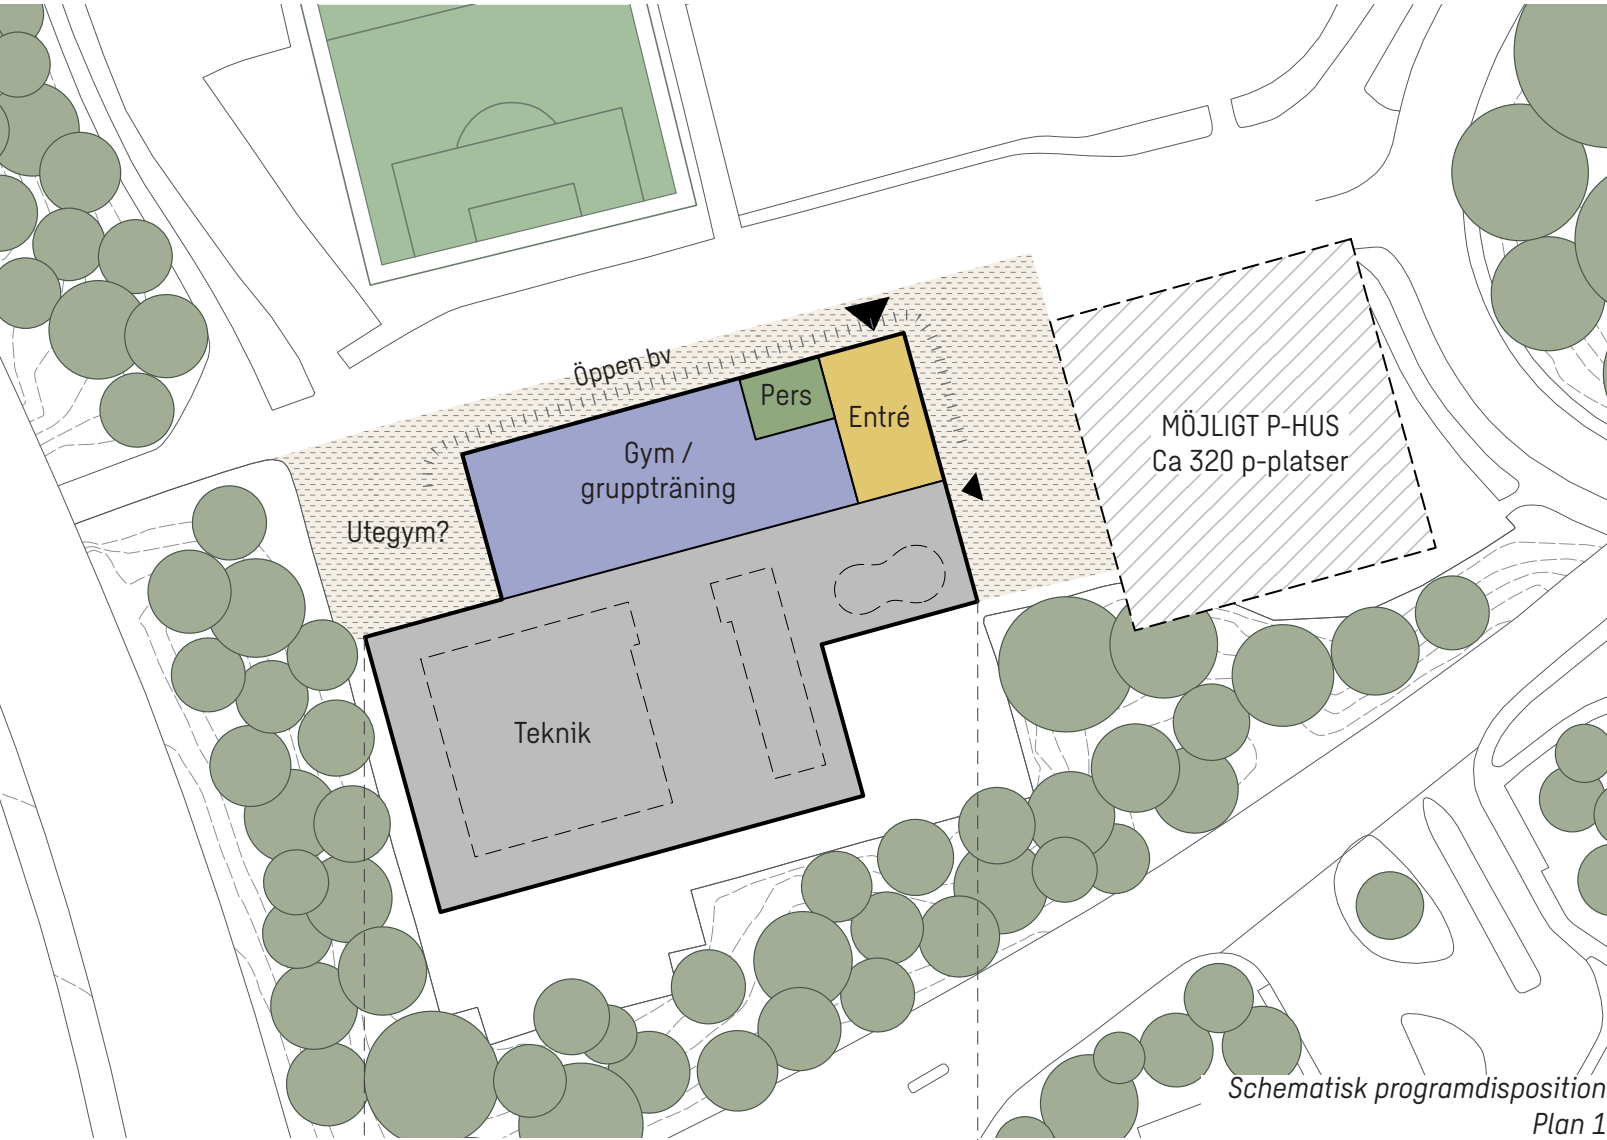 Öppen bv
Pers
Entré
Gym /
gruppträning
Utegym?
MÖJLIGT P-HUS
Ca 320 p-platser
Teknik
Schematisk programdisposition
Plan 1